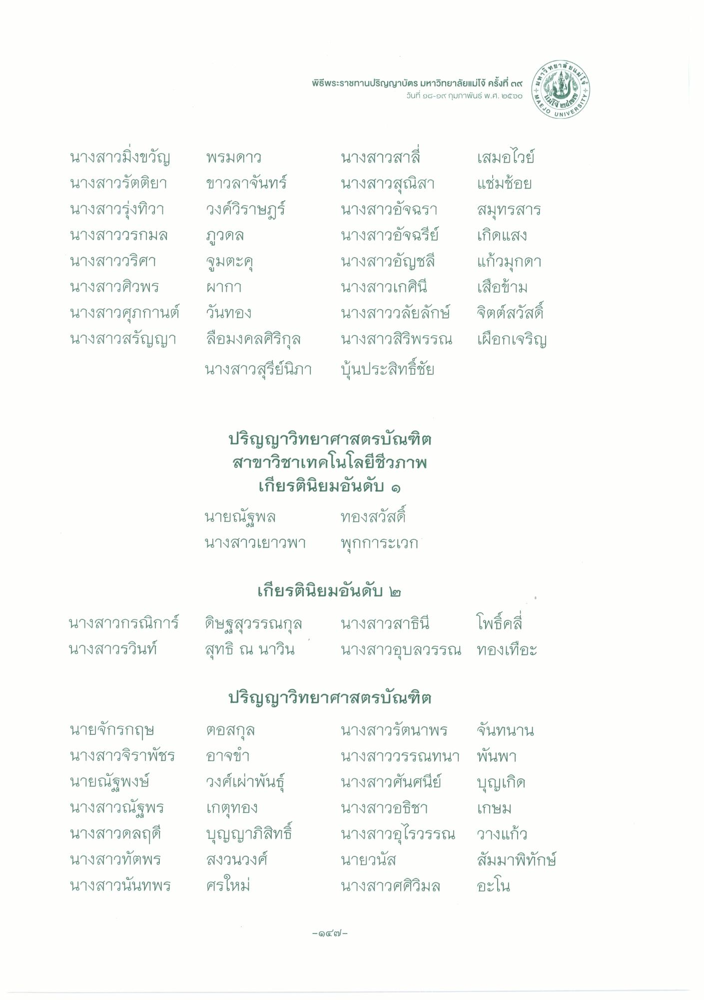 พิธีพระราชทานปริญญาบัตร มหาวิทยาลัยแม่โจ้ ครั้งที่ ๓๙
วันที่ ๑๘-๑๙ กุมภาพันธ์ พ.ศ. ๒๕๖๐
มหาวิทยาลัยแม่โจ้
แม่โจ้ ๒๔๗๗
MAEJO UNIVERSITY
นางสาวมิ่งขวัญ พรมดาว นางสาวสาลี่ เสมอไวย์
นางสาวรัตติยา ขาวลาจันทร์ นางสาวสุณิสา แช่มช้อย
นางสาวรุ่งทิวา วงค์วิราษฎร์ นางสาวอัจฉรา สมุทรสาร
นางสาววรกมล ภูวดล นางสาวอัจฉรีย์ เกิดแสง
นางสาววริศา จูมตะคุ นางสาวอัญชลี แก้วมุกดา
นางสาวศิวพร ผากา นางสาวเกศินี เสือข้าม
นางสาวศุภกานต์ วันทอง นางสาววลัยลักษ์ จิตต์สวัสดิ์
นางสาวสรัญญา ลือมงคลศิริกุล นางสาวสิริพรรณ เผือกเจริญ
นางสาวสุรีย์นิภา บุ้นประสิทธิ์ชัย
ปริญญาวิทยาศาสตรบัณฑิต
สาขาวิชาเทคโนโลยีชีวภาพ
เกียรตินิยมอันดับ ๑
นายณัฐพล ทองสวัสดิ์
นางสาวเยาวพา พุกการะเวก
เกียรตินิยมอันดับ ๒
นางสาวกรณิการ์ ดิษฐสุวรรณกุล นางสาวสาธินี โพธิ์คลี่
นางสาวรวินท์ สุทธิ ณ นาวิน นางสาวอุบลวรรณ ทองเทือะ
ปริญญาวิทยาศาสตรบัณฑิต
นายจักรกฤษ ตอสกุล นางสาวรัตนาพร จันทนาน
นางสาวจิราพัชร อาจขำ นางสาววรรณทนา พันพา
นายณัฐพงษ์ วงศ์เผ่าพันธุ์ นางสาวศันศนีย์ บุญเกิด
นางสาวณัฐพร เกตุทอง นางสาวอธิชา เกษม
นางสาวดลฤดี บุญญาภิสิทธิ์ นางสาวอุไรวรรณ วางแก้ว
นางสาวทัตพร สงวนวงศ์ นายวนัส สัมมาพิทักษ์
นางสาวนันทพร ศรใหม่ นางสาวศศิวิมล อะโน
-๑๔๗-